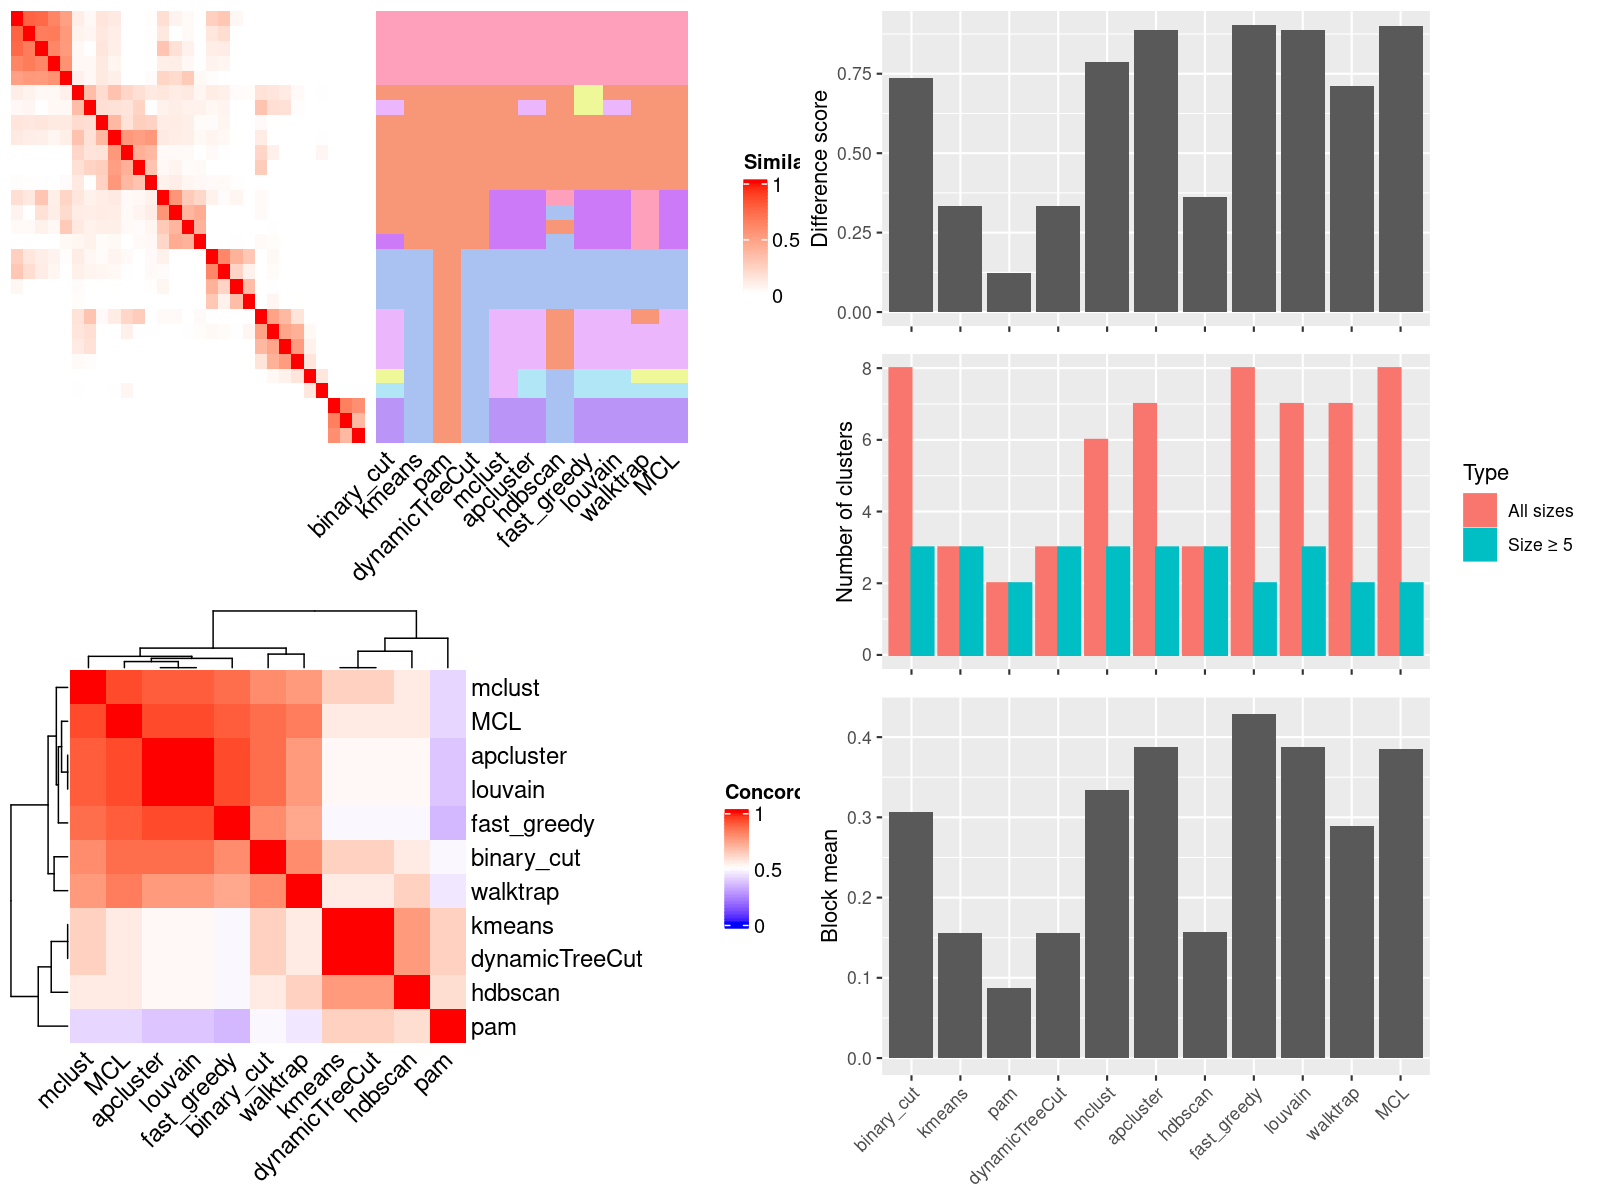 Simila
1
0.5
0
binary_cut
kmeans
pam
dynamicTreeCut
mclust
apcluster
hdbscan
fast_greedy
louvain
walktrap
MCL
mclust
MCL
apcluster
louvain
fast_greedy
binary_cut
walktrap
kmeans
dynamicTreeCut
hdbscan
pam
mclust
MCL
apcluster
louvain
fast_greedy
binary_cut
walktrap
kmeans
dynamicTreeCut
hdbscan
pam
Concord
1
0.5
0
Difference score
0.75
0.50
0.25
0.00
Number of clusters
8
6
4
2
0
Type
All sizes
Size ≥ 5
Block mean
0.4
0.3
0.2
0.1
0.0
binary_cut
kmeans
pam
dynamicTreeCut
mclust
apcluster
hdbscan
fast_greedy
louvain
walktrap
MCL